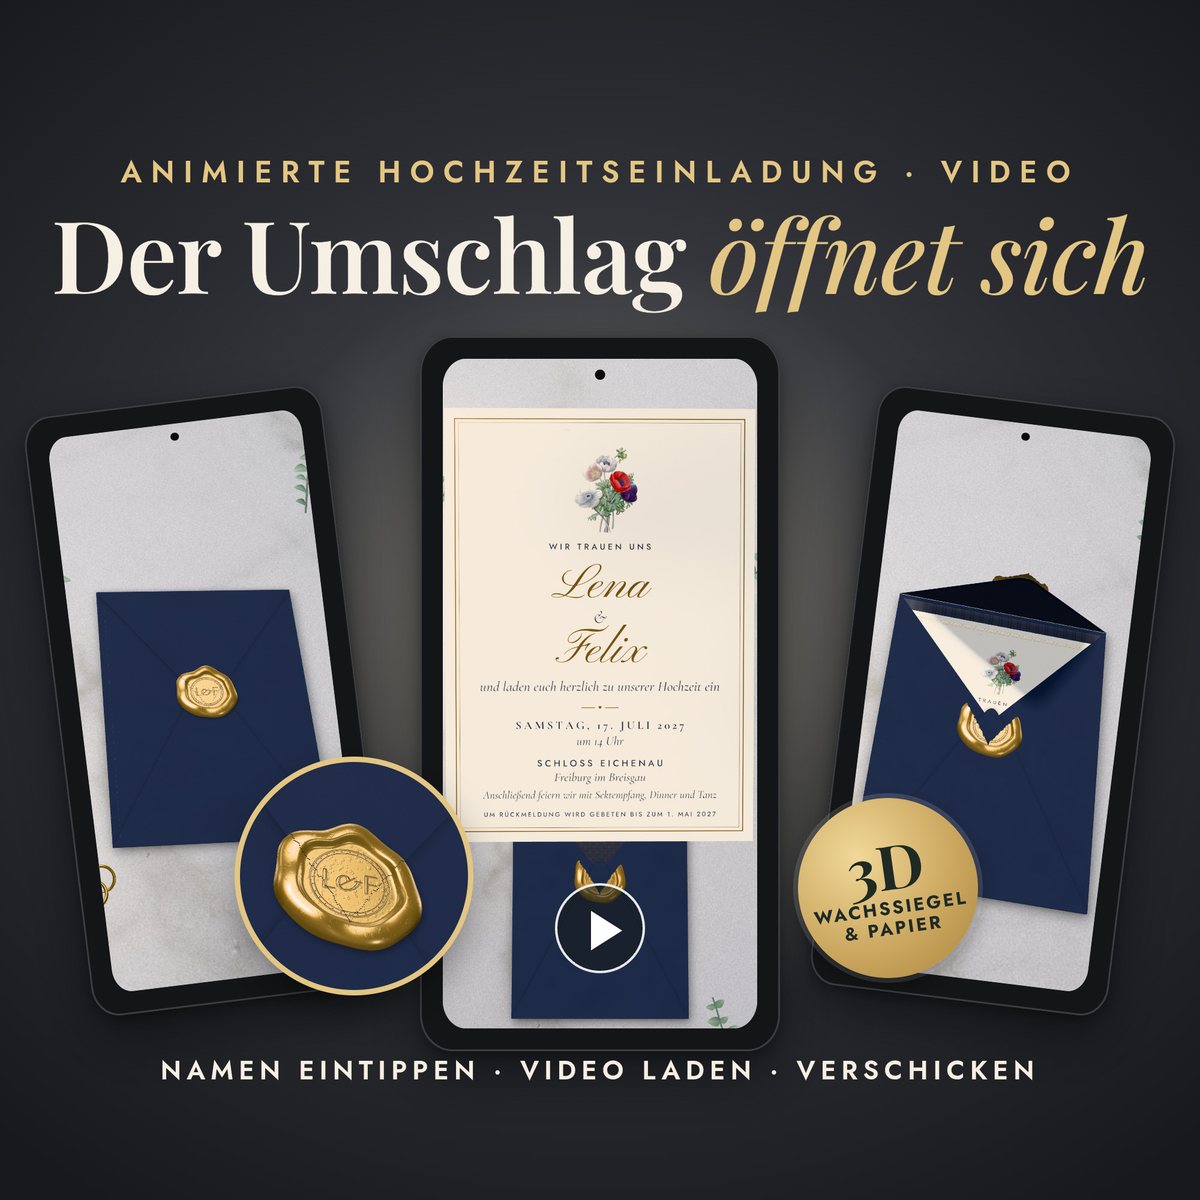 ANIMIERTE HOCHZEITSEINLADUNG · VIDEO
Der Umschlag öffnet sich
WIR TRAUEN UNS
Lena
&
Felix
und laden euch herzlich zu unserer Hochzeit ein
SAMSTAG, 17. JULI 2027
um 14 Uhr
SCHLOSS EICHENAU
Freiburg im Breisgau
Anschließend feiern wir mit Sektempfang, Dinner und Tanz
UM RÜCKMELDUNG WIRD GEBETEN BIS ZUM 1. MAI 2027
L&F
L&F
TRAUEN
3D
WACHSSIEGEL
& PAPIER
NAMEN EINTIPPEN · VIDEO LADEN · VERSCHICKEN